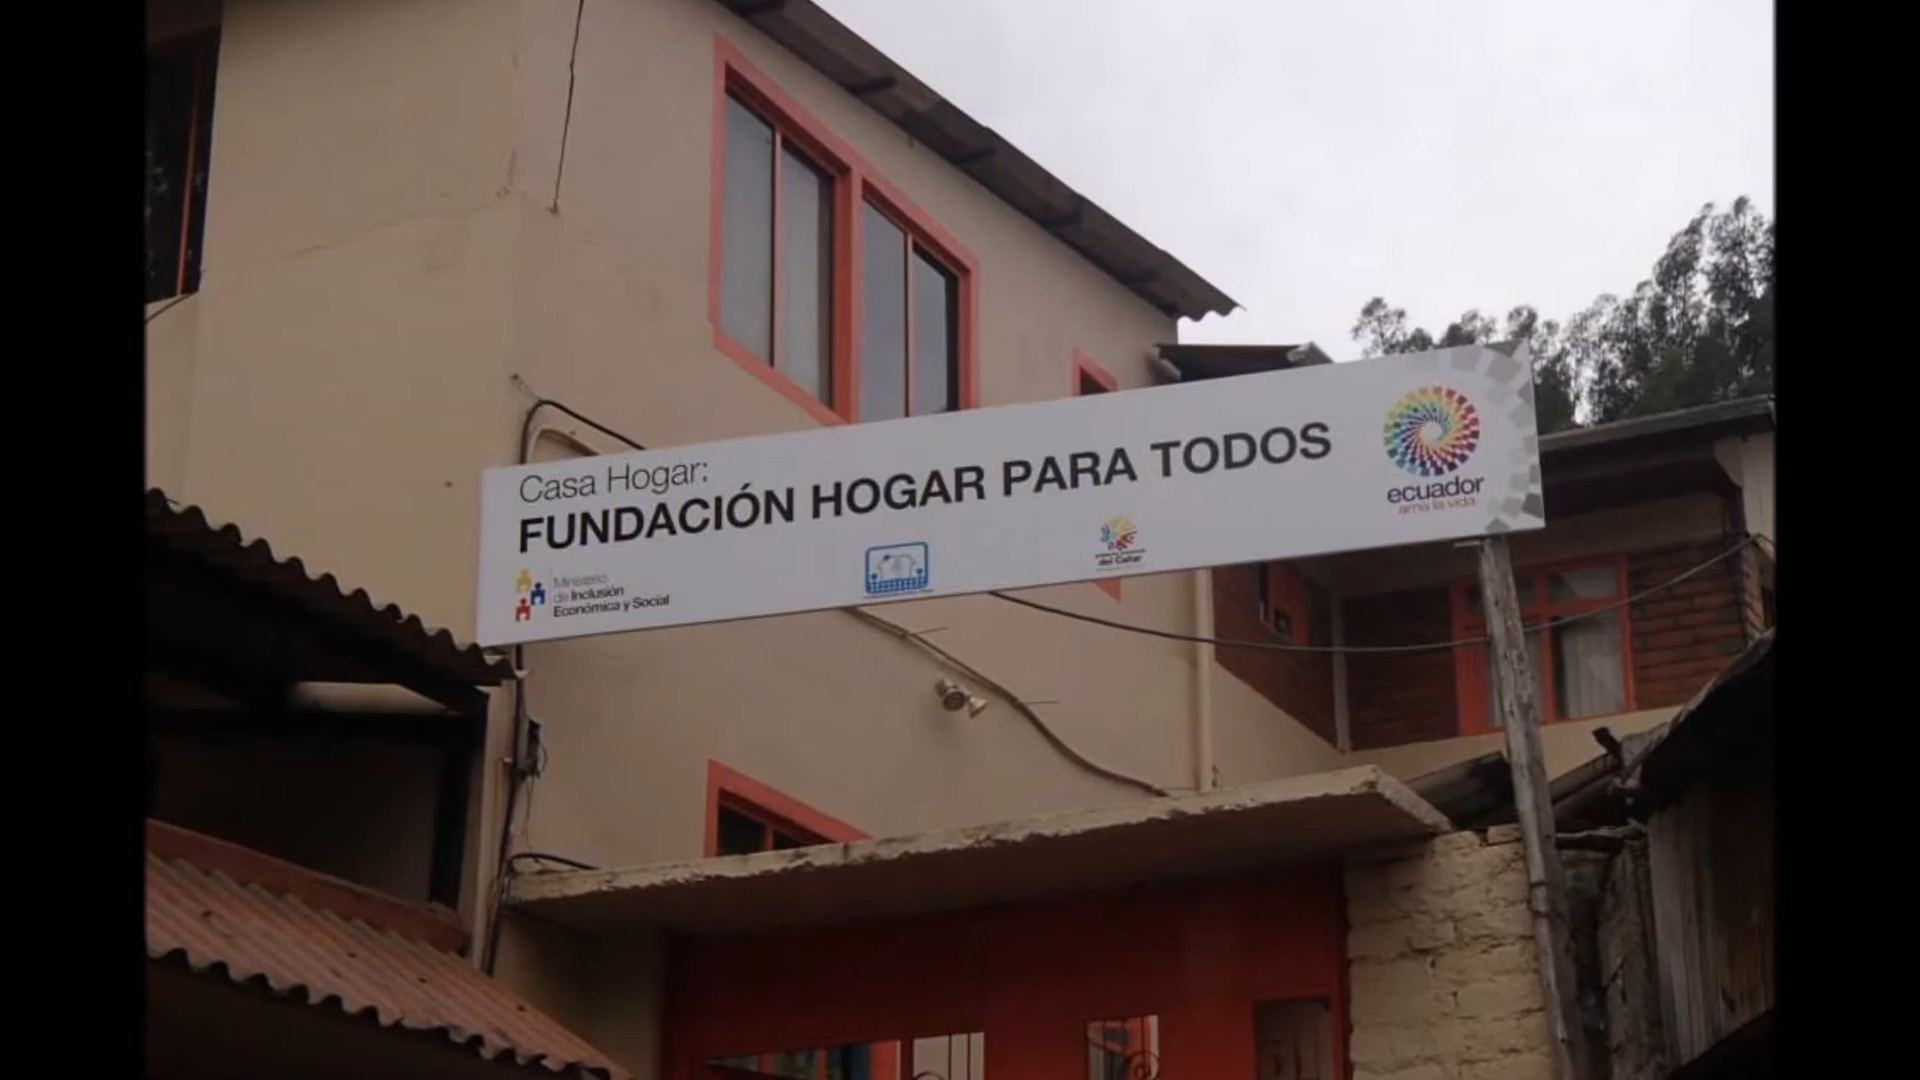 Casa Hogar:
FUNDACIÓN HOGAR PARA TODOS
Ministerio
de Inclusión
Económica y Social
del Cañar
ecuador
ama la vida